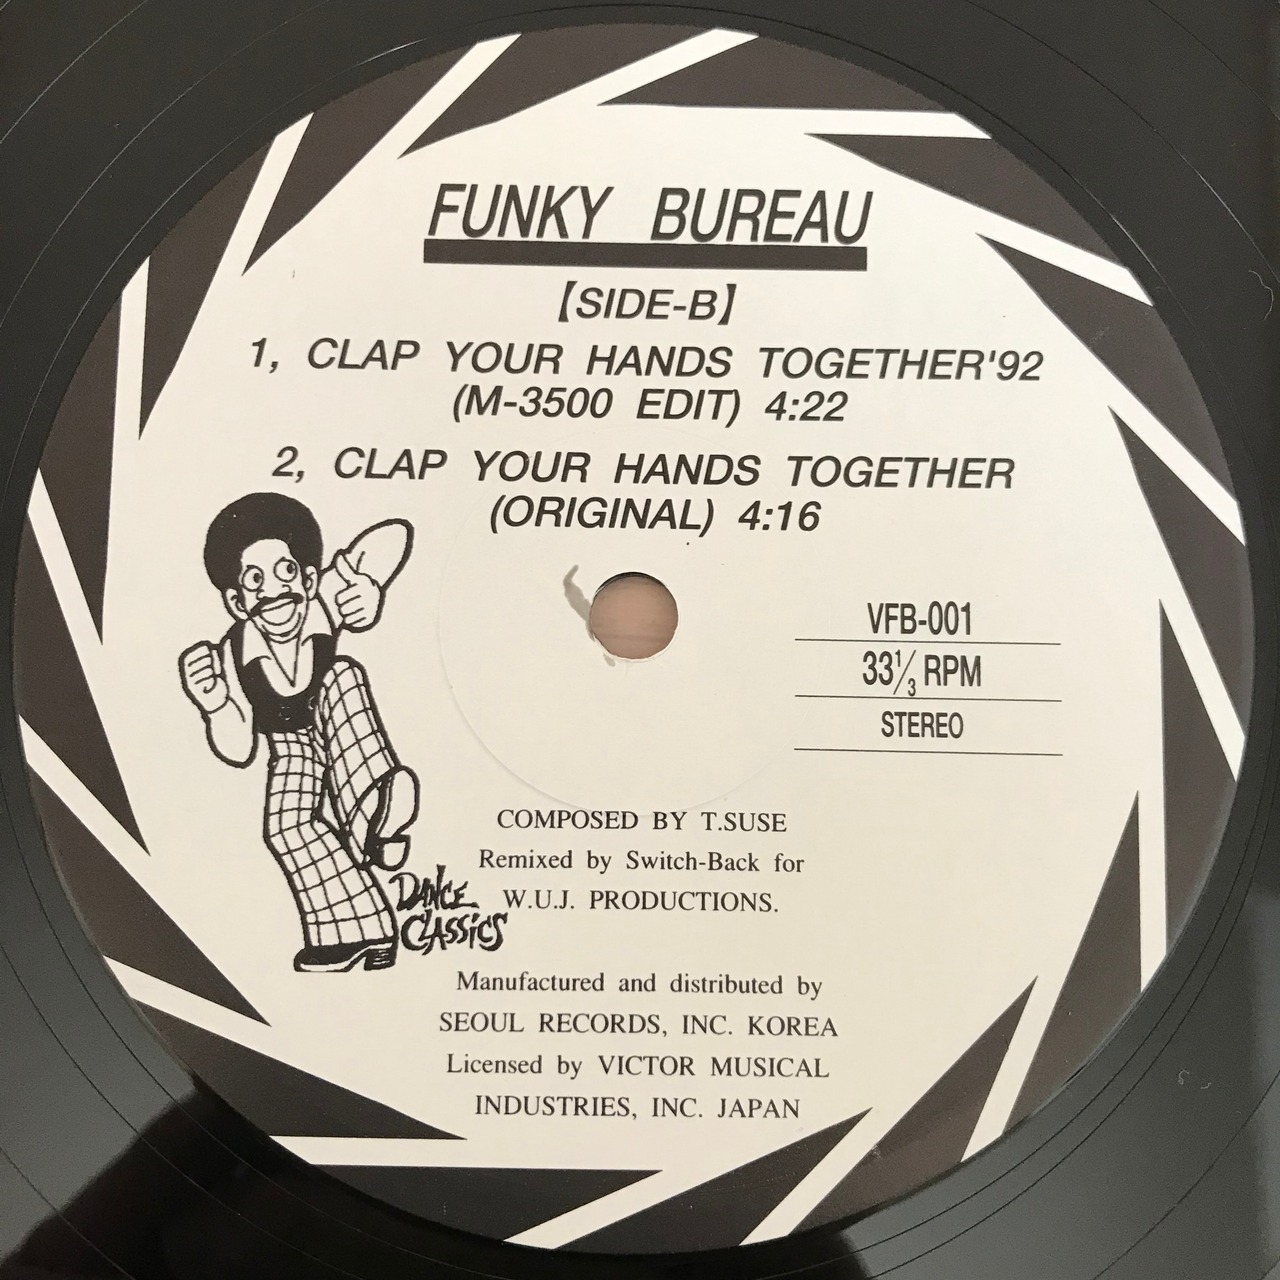 FUNKY BUREAU
【SIDE-B】
1, CLAP YOUR HANDS TOGETHER'92
(M-3500 EDIT) 4:22
2, CLAP YOUR HANDS TOGETHER
(ORIGINAL) 4:16
VFB-001
33 1/3 RPM
STEREO
COMPOSED BY T.SUSE
Remixed by Switch-Back for
W.U.J. PRODUCTIONS.
DANCE
CLASSICS
Manufactured and distributed by
SEOUL RECORDS, INC. KOREA
Licensed by VICTOR MUSICAL
INDUSTRIES, INC. JAPAN